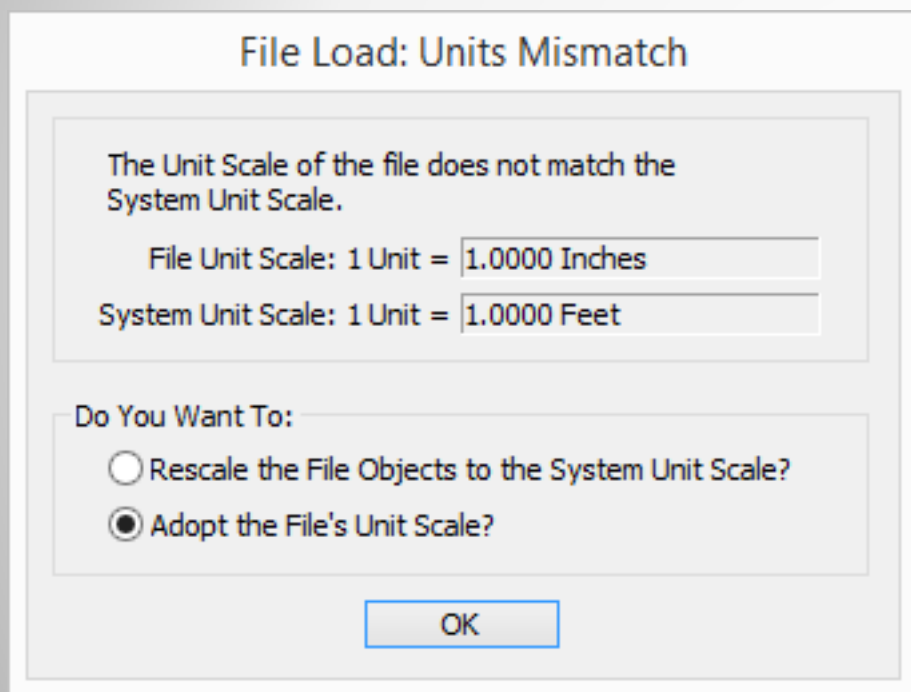 File Load: Units Mismatch
The Unit Scale of the file does not match the
System Unit Scale.
File Unit Scale: 1 Unit = 1.0000 Inches
System Unit Scale: 1 Unit = 1.0000 Feet
Do You Want To:
Rescale the File Objects to the System Unit Scale?
Adopt the File's Unit Scale?
OK